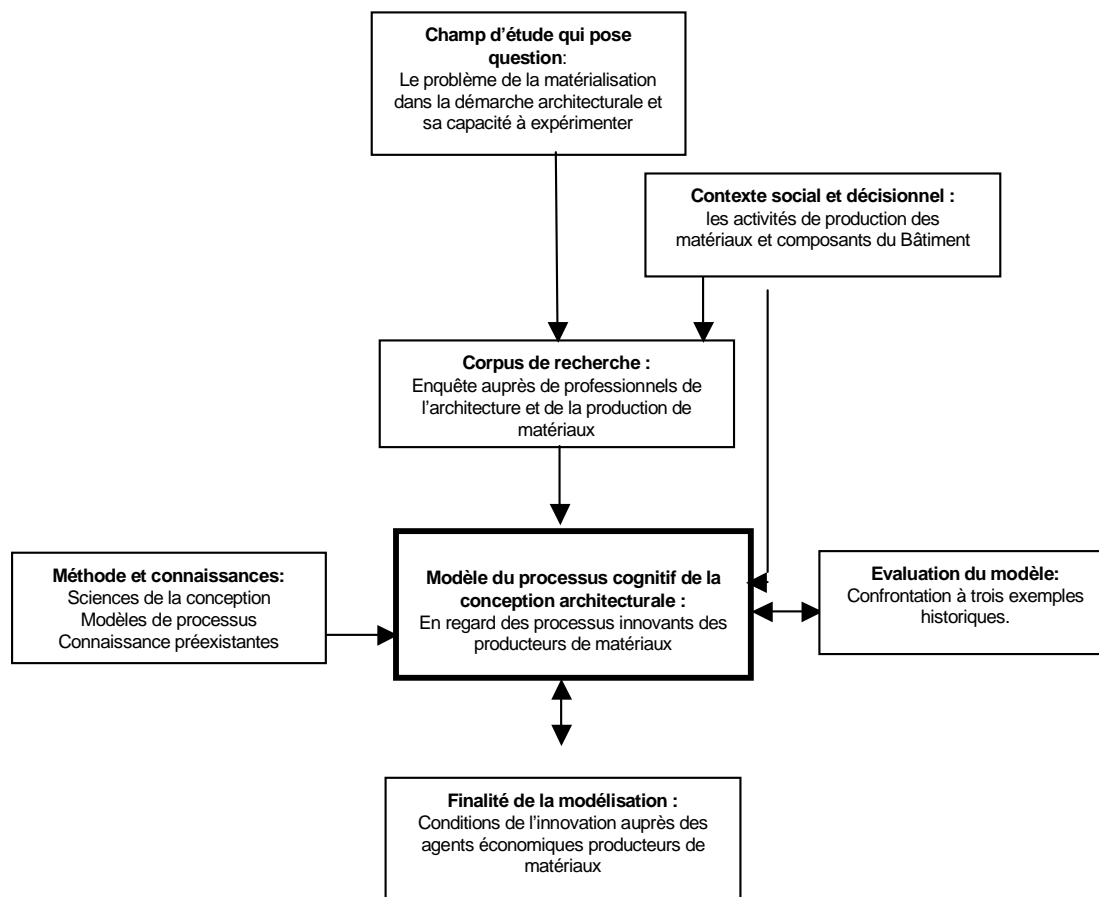 Champ d’étude qui pose
question:
Le problème de la matérialisation
dans la démarche architecturale et
sa capacité à expérimenter
Contexte social et décisionnel :
les activités de production des
matériaux et composants du Bâtiment
Corpus de recherche :
Enquête auprès de professionnels de
l’architecture et de la production de
matériaux
Méthode et connaissances:
Sciences de la conception
Modèles de processus
Connaissance préexistantes
Modèle du processus cognitif de la
conception architecturale :
En regard des processus innovants des
producteurs de matériaux
Evaluation du modèle:
Confrontation à trois exemples
historiques.
Finalité de la modélisation :
Conditions de l’innovation auprès des
agents économiques producteurs de
matériaux